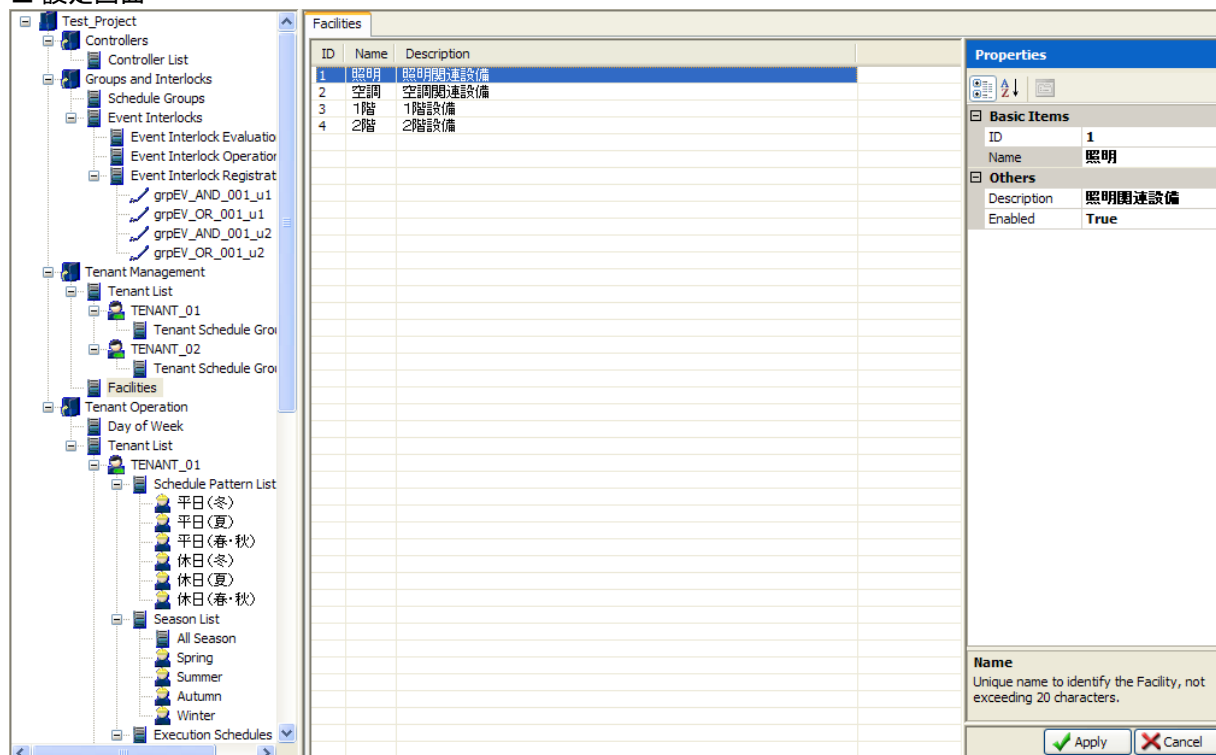 Test_Project
Controllers
Controller List
Groups and Interlocks
Schedule Groups
Event Interlocks
Event Interlock Evaluatio
Event Interlock Operation
Event Interlock Registrat
grpEV_AND_001_u1
grpEV_OR_001_u1
grpEV_AND_001_u2
grpEV_OR_001_u2
Tenant Management
Tenant List
TENANT_01
Tenant Schedule Grou
TENANT_02
Tenant Schedule Grou
Facilities
Tenant Operation
Day of Week
Tenant List
TENANT_01
Schedule Pattern List
平日(冬)
平日(夏)
平日(春・秋)
休日(冬)
休日(夏)
休日(春・秋)
Season List
All Season
Spring
Summer
Autumn
Winter
Execution Schedules
Facilities
ID Name Description
1 照明 照明関連設備
2 空調 空調関連設備
3 1階 1階設備
4 2階 2階設備
Properties
Basic Items
ID 1
Name 照明
Others
Description 照明関連設備
Enabled True
Name
Unique name to identify the Facility, not
exceeding 20 characters.
Apply Cancel